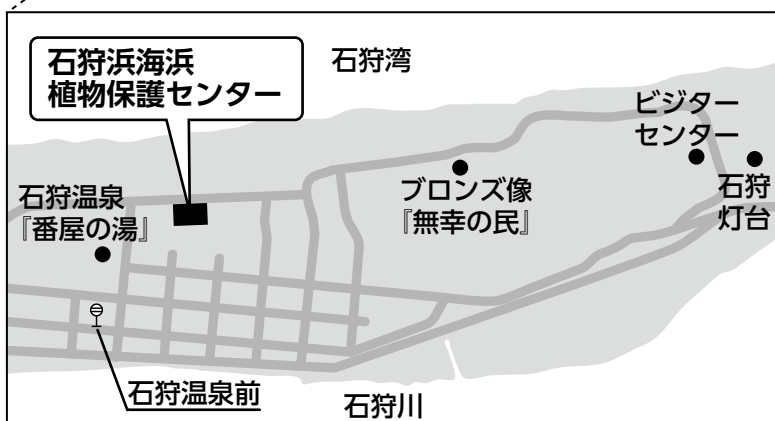 石狩浜海浜
植物保護センター
石狩湾
ビジター
センター
石狩温泉
『番屋の湯』
ブロンズ像
『無幸の民』
石狩
灯台
石狩温泉前
石狩川